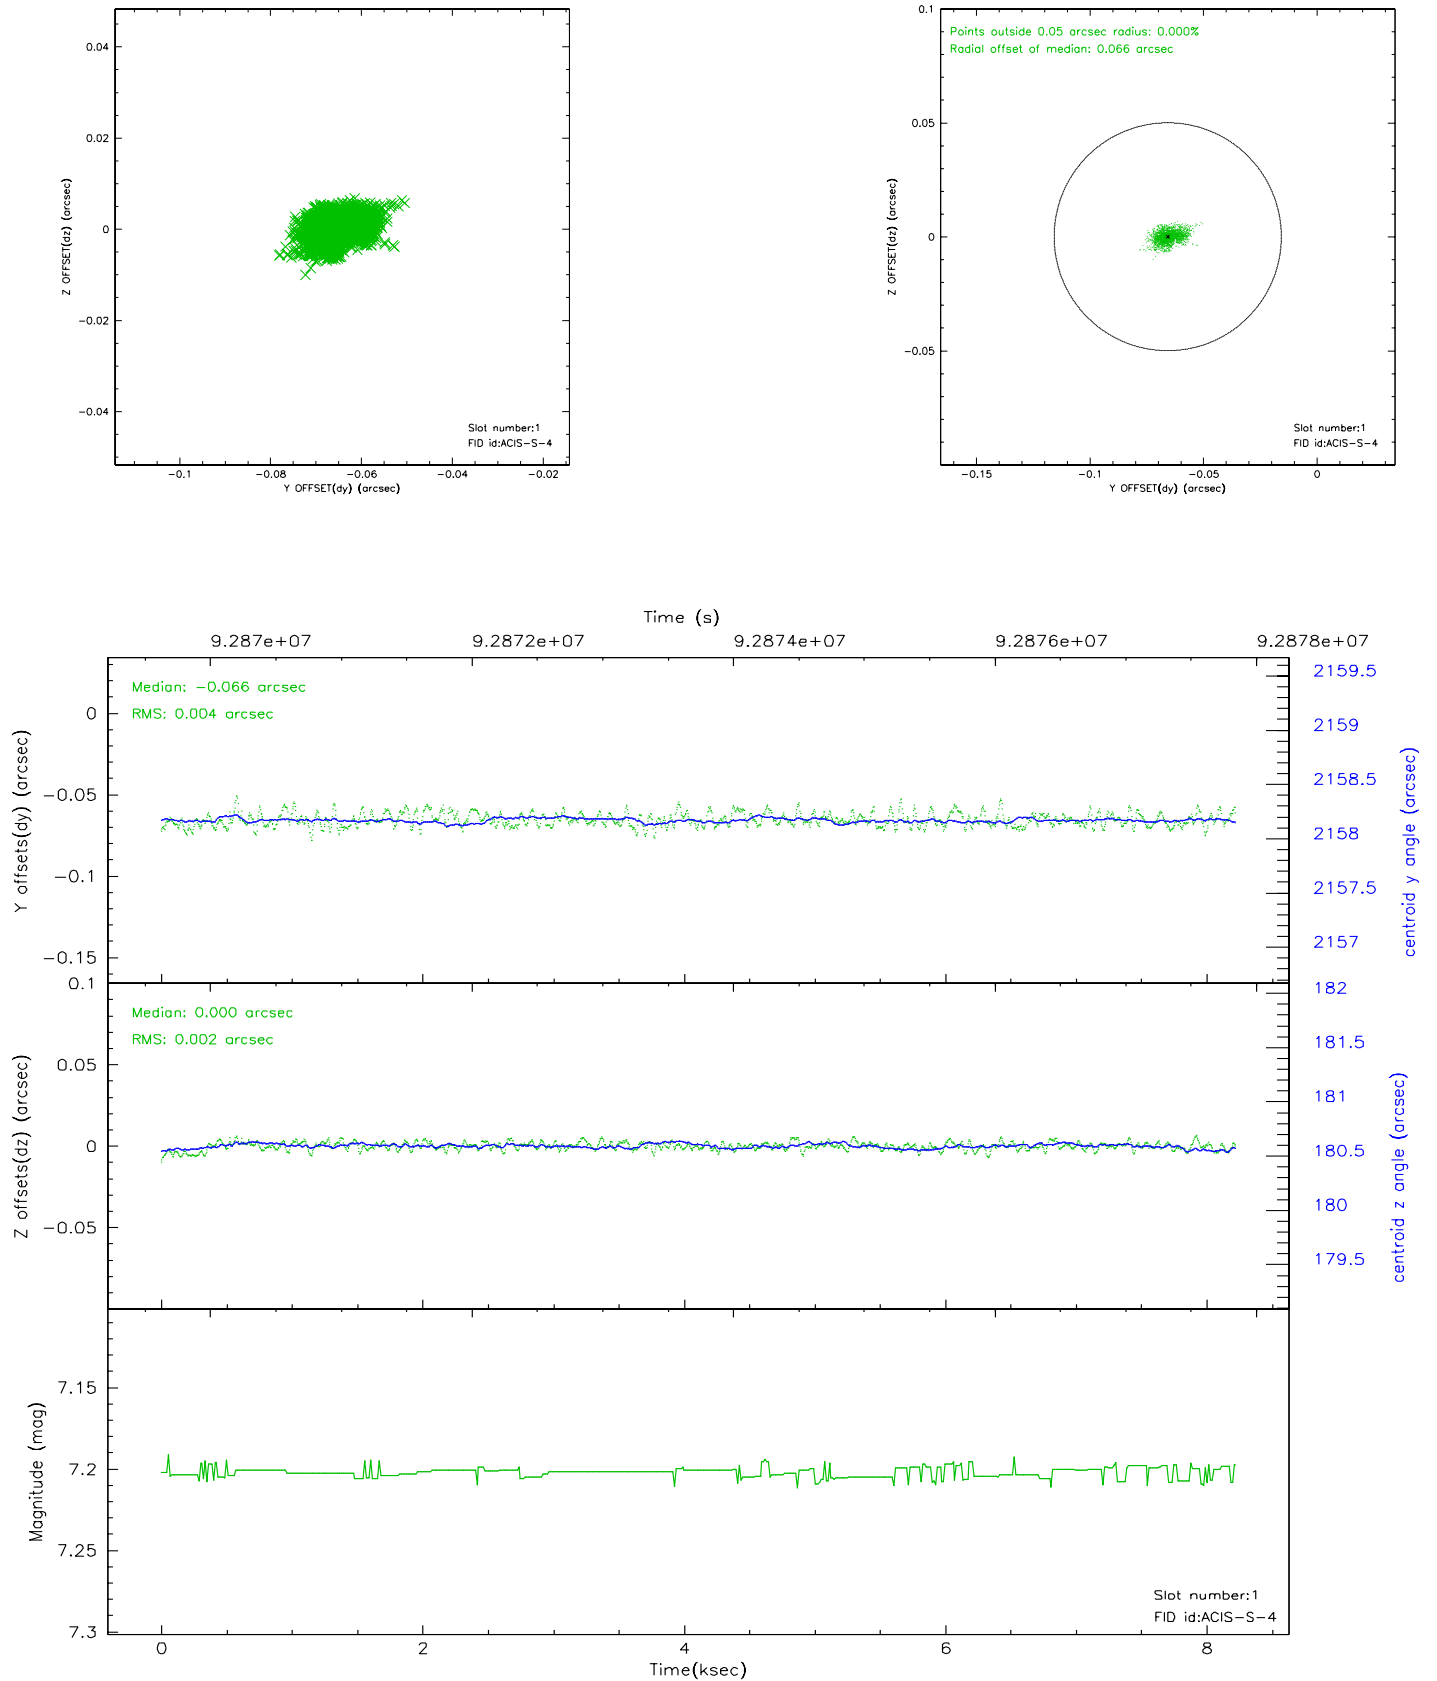 0.04
0.02
0
-0.02
-0.04
Z OFFSET(dz) (arcsec)
Slot number:1
FID id:ACIS-S-4
-0.1
-0.08
-0.06
-0.04
-0.02
Y OFFSET(dy) (arcsec)
0.1
0.05
0
-0.05
Z OFFSET(dz) (arcsec)
Points outside 0.05 arcsec radius: 0.000%
Radial offset of median: 0.066 arcsec
Slot number:1
FID id:ACIS-S-4
-0.15
-0.1
-0.05
0
Y OFFSET(dy) (arcsec)
Time (s)
9.287e+07
9.2872e+07
9.2874e+07
9.2876e+07
9.2878e+07
Median: -0.066 arcsec
RMS: 0.004 arcsec
0
-0.05
-0.1
-0.15
Y offsets(dy) (arcsec)
2159.5
2159
2158.5
2158
2157.5
2157
centroid y angle (arcsec)
Median: 0.000 arcsec
RMS: 0.002 arcsec
0.1
0.05
0
-0.05
Z offsets(dz) (arcsec)
182
181.5
181
180.5
180
179.5
centroid z angle (arcsec)
7.15
7.2
7.25
7.3
Magnitude (mag)
Slot number:1
FID id:ACIS-S-4
0
2
4
6
8
Time(ksec)